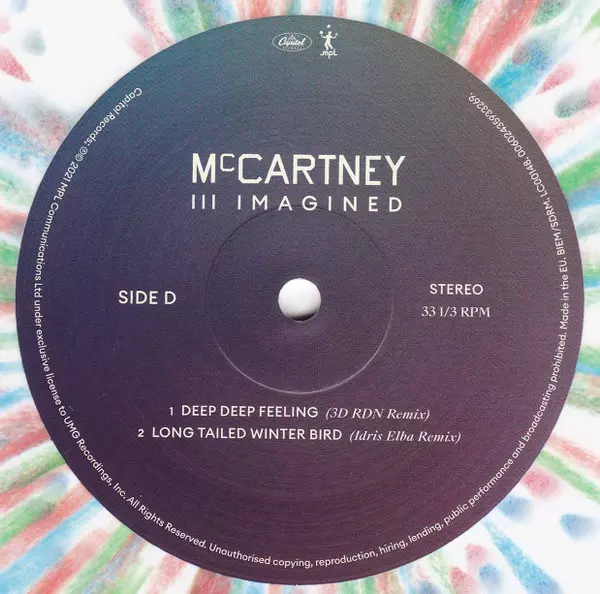 Capitol
mpl
McCARTNEY
III IMAGINED
SIDE D
STEREO
33 1/3 RPM
1 DEEP DEEP FEELING (3D RDN Remix)
2 LONG TAILED WINTER BIRD (Idris Elba Remix)
Capitol Records; ℗© 2021 MPL Communications Ltd under exclusive license to UMG Recordings, Inc. All Rights Reserved. Unauthorised copying, reproduction, hiring, lending, public performance and broadcasting prohibited. Made in the EU. BIEM/SDRM. LC00148. 00602435933269.